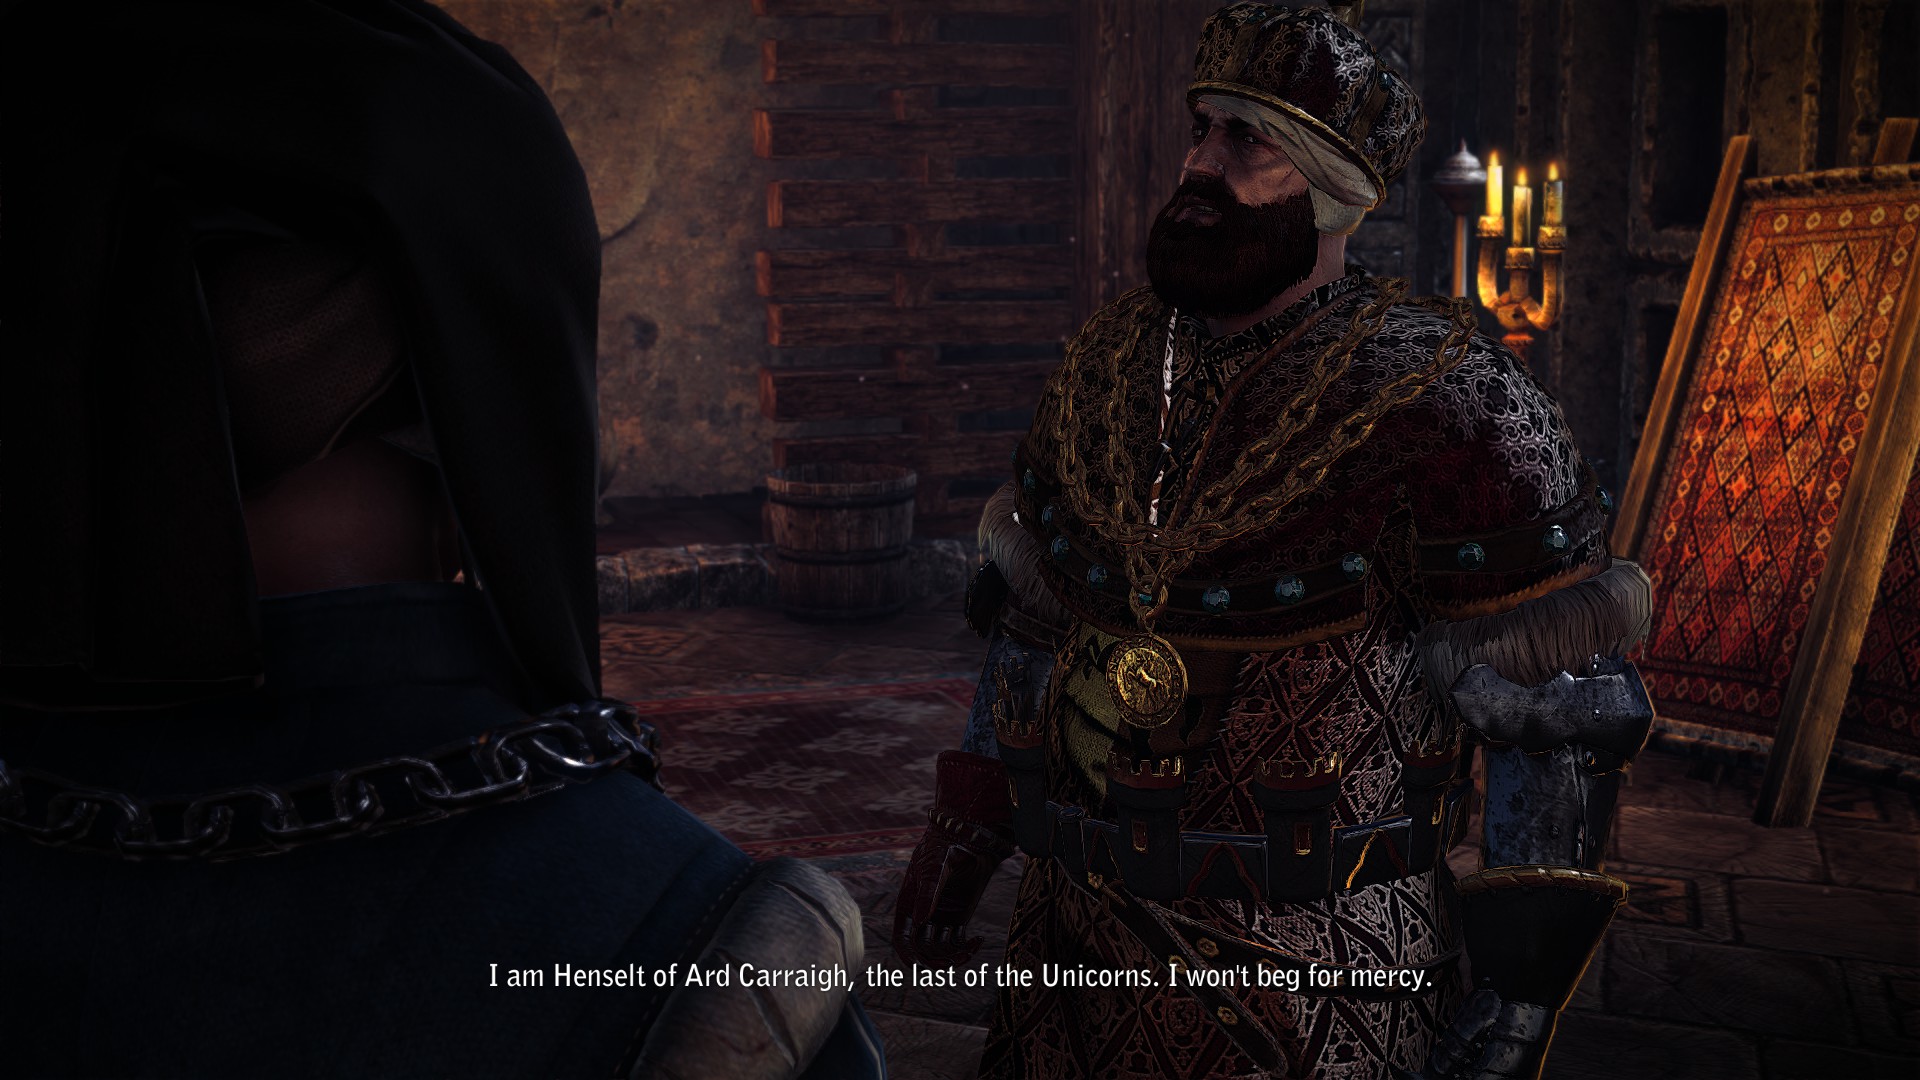 I am Henselt of Ard Carraigh, the last of the Unicorns. I won't beg for mercy.